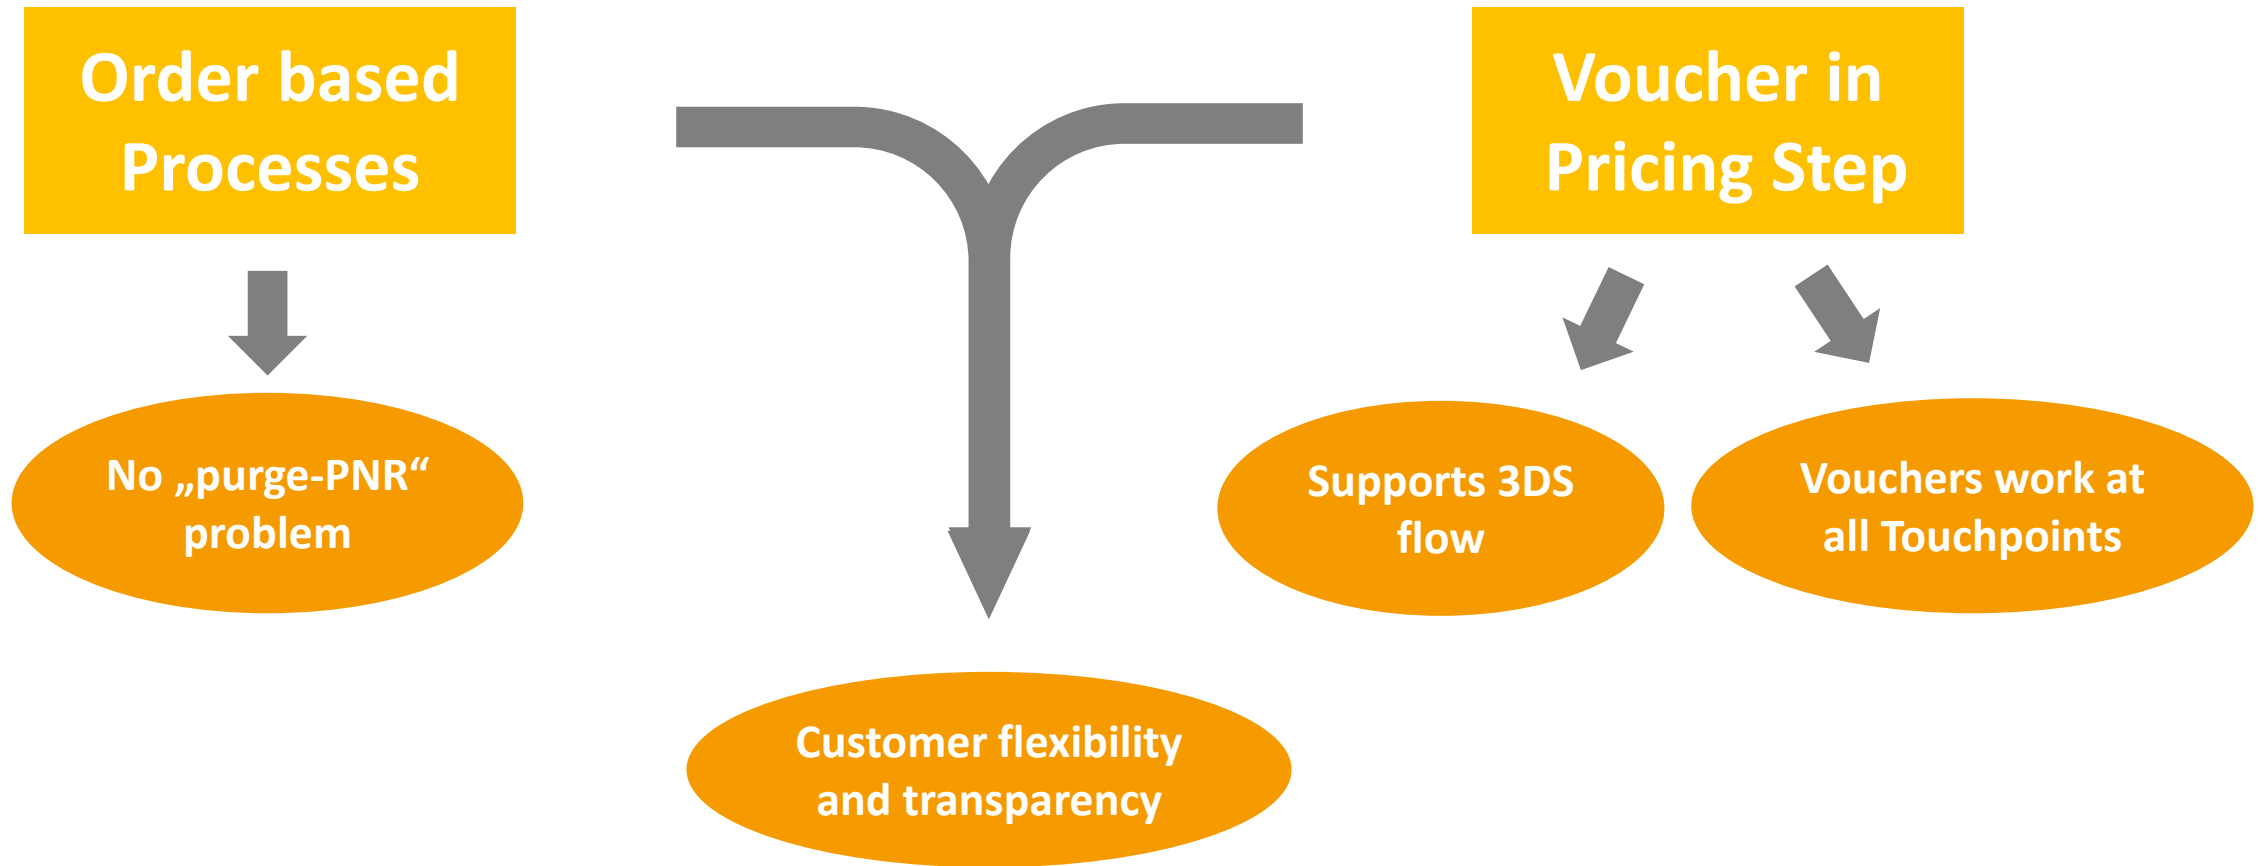 Order based
Processes
Voucher in
Pricing Step
No „purge-PNR“
problem
Supports 3DS
flow
Vouchers work at
all Touchpoints
Customer flexibility
and transparency